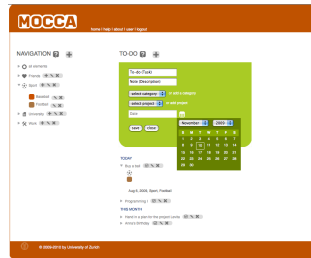 MOCCA
home | help | about | user | logout
NAVIGATION
all elements
Friends
Sport
Baseball
Football
University
Work
TO-DO
To-do (Task)
Note (Description)
select category
or add a category
select project
or add project
Date
save
close
November
2009
S M T W T F S
1 2 3 4 5 6 7
8 9 10 11 12 13 14
15 16 17 18 19 20 21
22 23 24 25 26 27 28
29 30
TODAY
Buy a ball
Aug 6, 2009, Sport, Football
Programming I
THIS MONTH
Hand in a plan for the project
Anna's Birthday
© 2009-2010 by University of Zurich